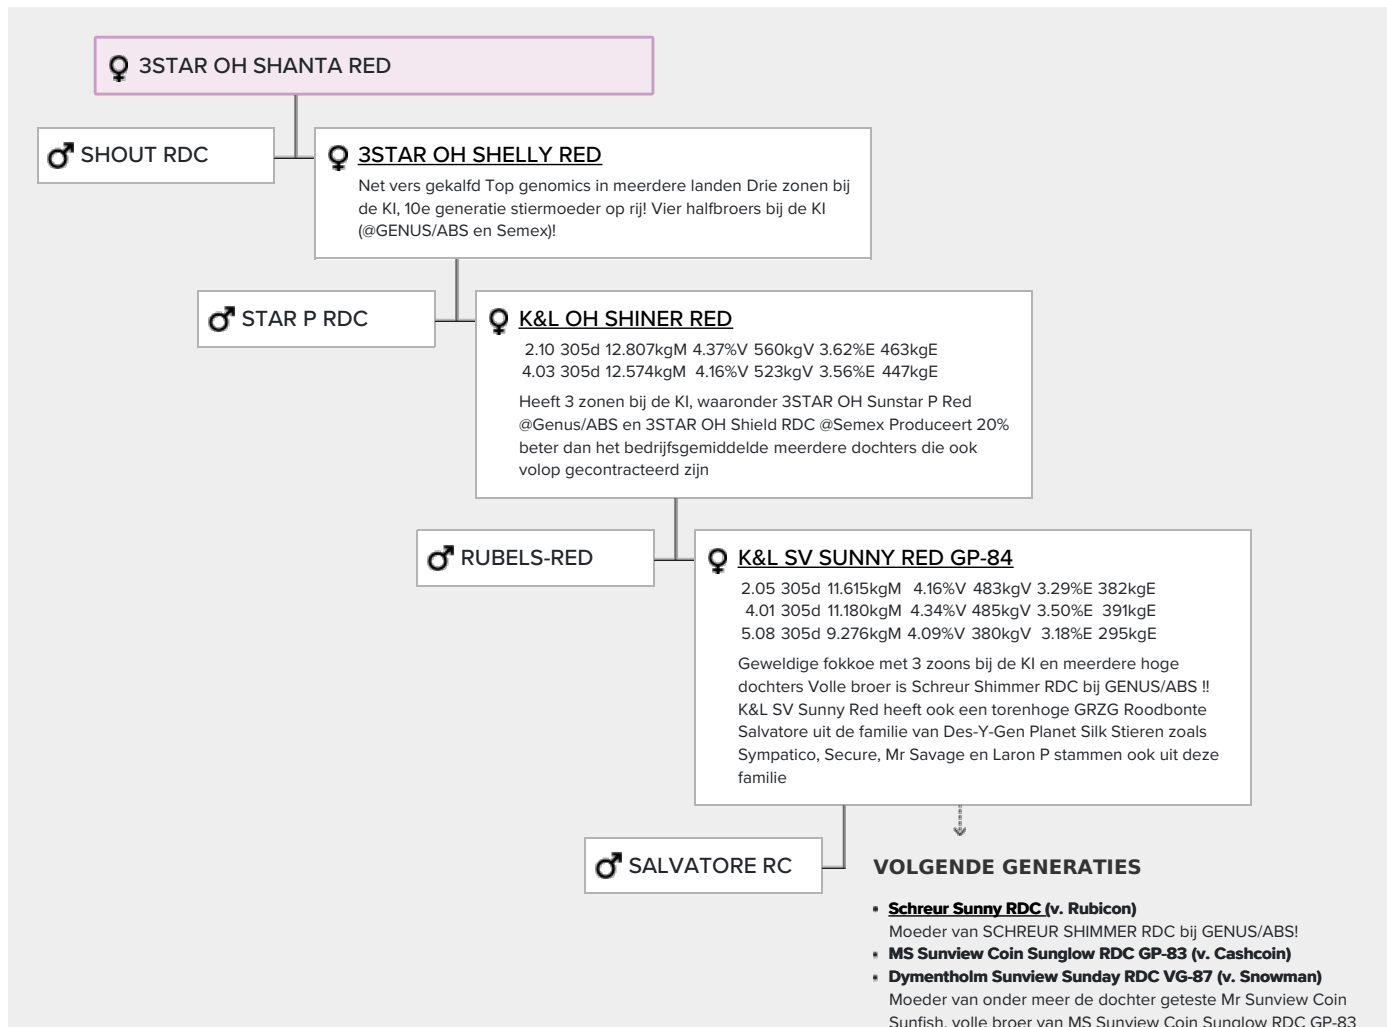 3STAR OH SHANTA RED
SHOUT RDC
3STAR OH SHELLY RED
Net vers gekalfd Top genomics in meerdere landen Drie zonen bij
de KI, 10e generatie stiermoeder op rij! Vier halfbroers bij de KI
(@GENUS/ABS en Semex)!
STAR P RDC
K&L OH SHINER RED
2.10 305d 12.807kgM 4.37%V 560kgV 3.62%E 463kgE
4.03 305d 12.574kgM 4.16%V 523kgV 3.56%E 447kgE
Heeft 3 zonen bij de KI, waaronder 3STAR OH Sunstar P Red
@Genus/ABS en 3STAR OH Shield RDC @Semex Produceert 20%
beter dan het bedrijfsgemiddelde meerdere dochters die ook
volop gecontracteerd zijn
RUBELS-RED
K&L SV SUNNY RED GP-84
2.05 305d 11.615kgM 4.16%V 483kgV 3.29%E 382kgE
4.01 305d 11.180kgM 4.34%V 485kgV 3.50%E 391kgE
5.08 305d 9.276kgM 4.09%V 380kgV 3.18%E 295kgE
Geweldige fokkoe met 3 zoons bij de KI en meerdere hoge
dochters Volle broer is Schreur Shimmer RDC bij GENUS/ABS !!
K&L SV Sunny Red heeft ook een torenhoge GRZG Roodbonte
Salvatore uit de familie van Des-Y-Gen Planet Silk Stieren zoals
Sympatico, Secure, Mr Savage en Laron P stammen ook uit deze
familie
SALVATORE RC
VOLGENDE GENERATIES
Schreur Sunny RDC (v. Rubicon)
Moeder van SCHREUR SHIMMER RDC bij GENUS/ABS!
MS Sunview Coin Sunglow RDC GP-83 (v. Cashcoin)
Dymentholm Sunview Sunday RDC VG-87 (v. Snowman)
Moeder van onder meer de dochter geteste Mr Sunview Coin
Sunfish, volle broer van MS Sunview Coin Sunglow RDC GP-83